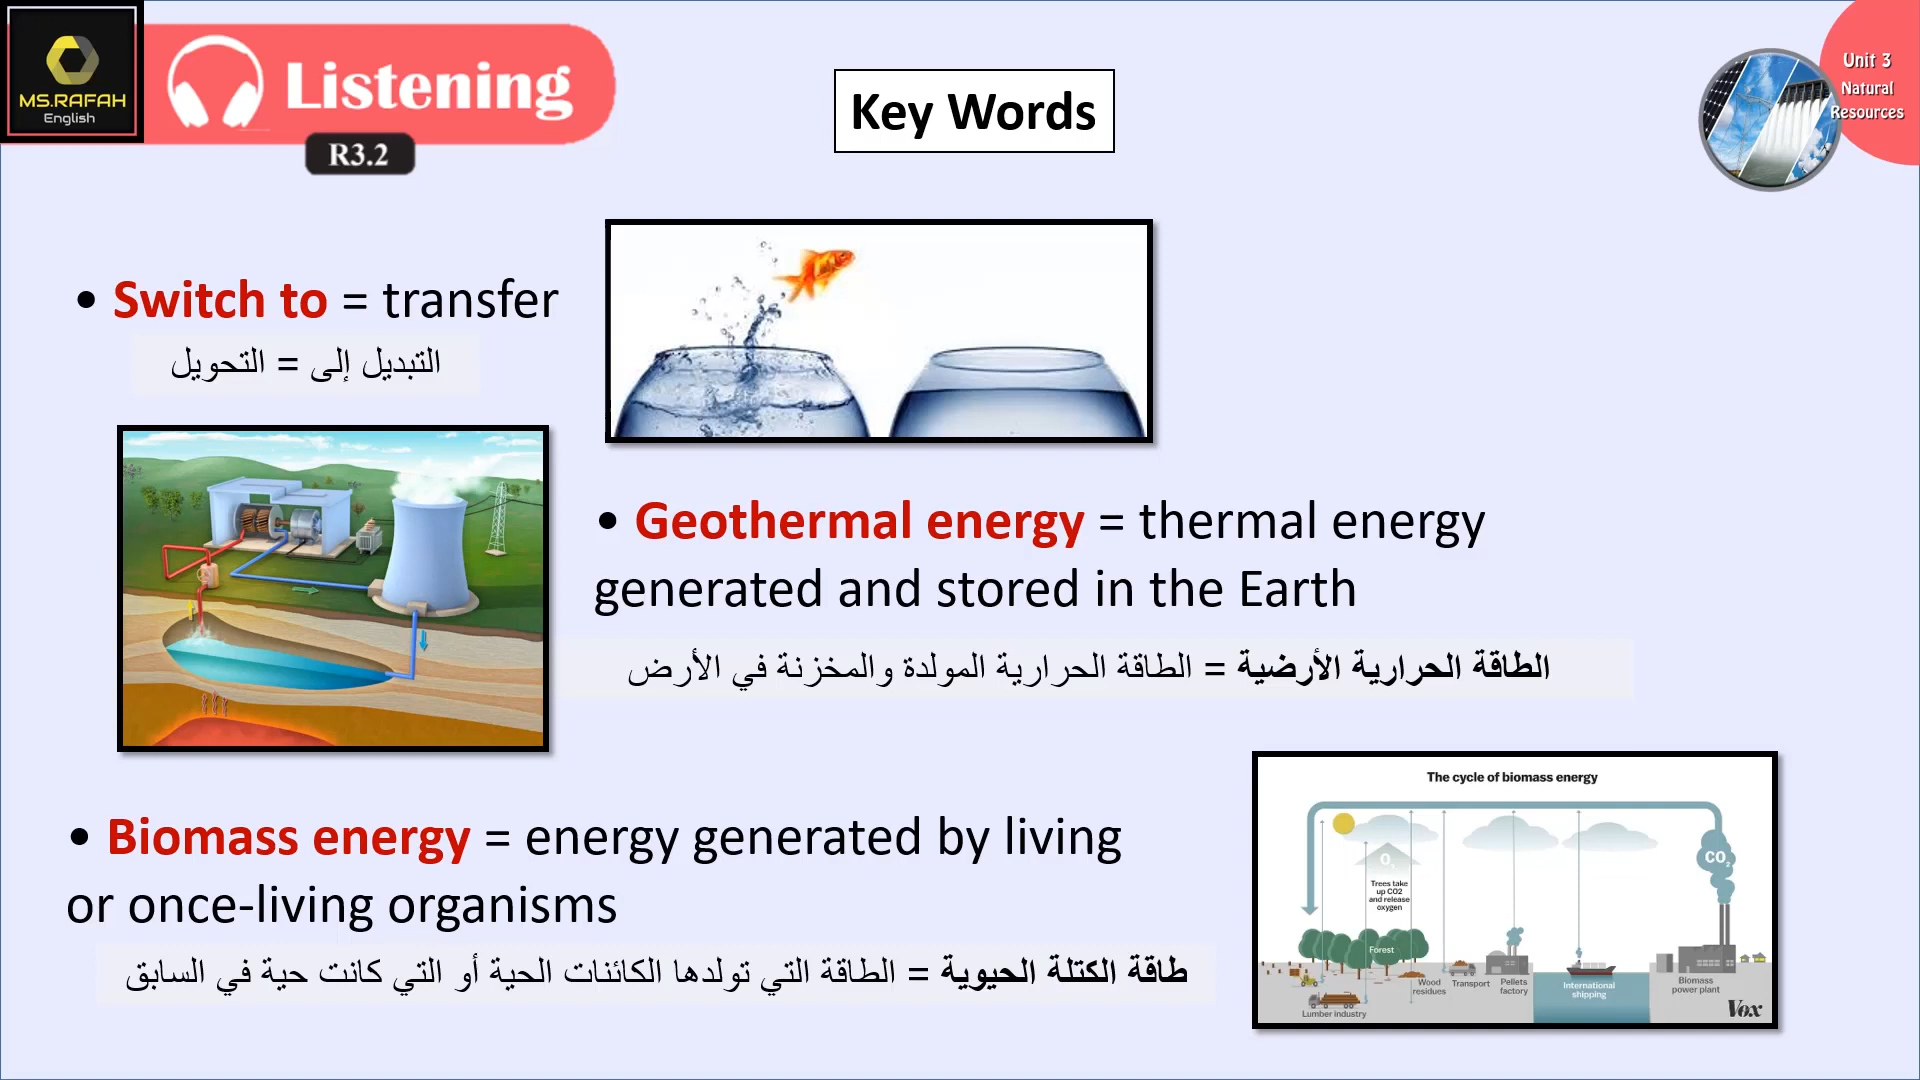 MS.RAFAH
English
Listening
R3.2
Key Words
Unit 3
Natural
Resources
• Switch to = transfer
التبديل إلى = التحويل
• Geothermal energy = thermal energy
generated and stored in the Earth
الطاقة الحرارية الأرضية = الطاقة الحرارية المولدة والمخزنة في الأرض
• Biomass energy = energy generated by living
or once-living organisms
طاقة الكتلة الحيوية = الطاقة التي تولدها الكائنات الحية أو التي كانت حية في السابق
The cycle of biomass energy
CO2
Trees take
up CO2
and release
oxygen
Forest
Wood
residues
Transport
Pellets
factory
International
shipping
Biomass
power plant
Lumber industry
Vox